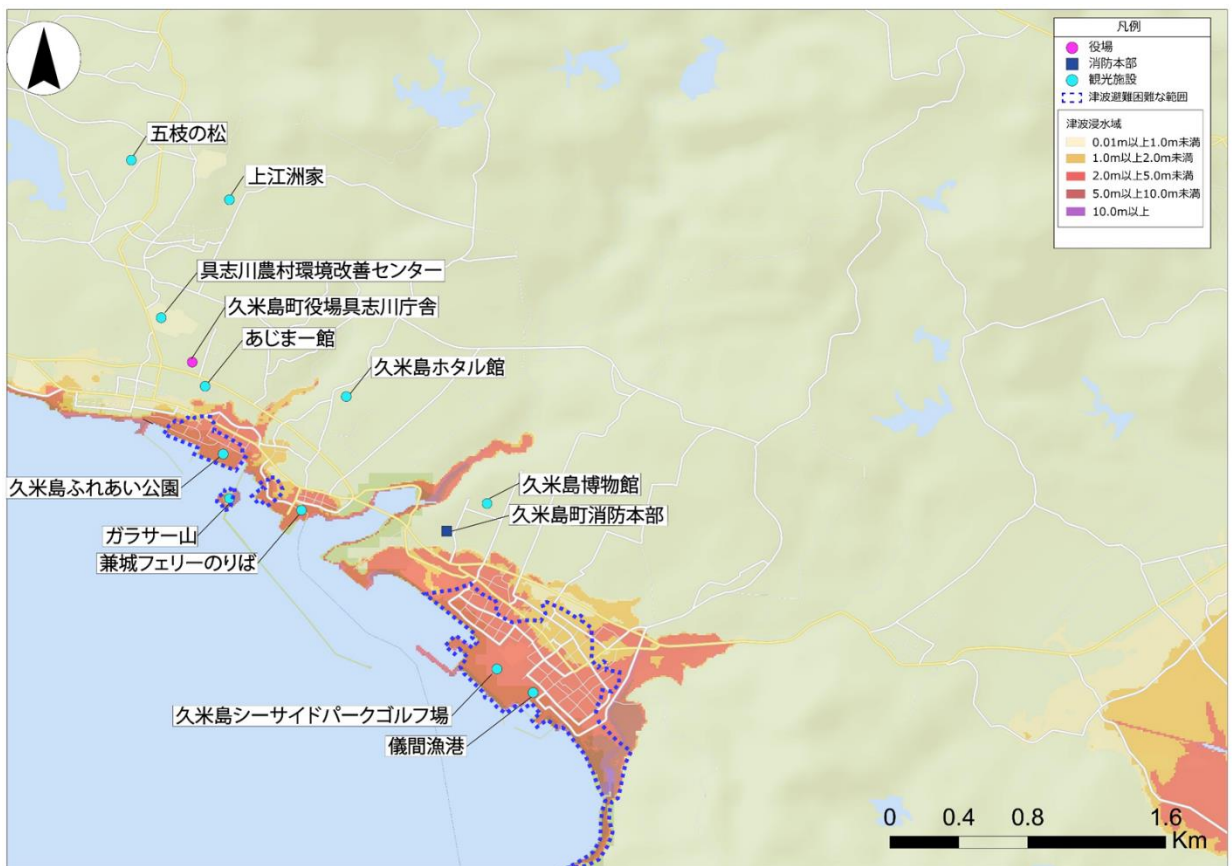 凡例
役場
消防本部
観光施設
津波避難困難な範囲
津波浸水域
0.01m以上1.0m未満
1.0m以上2.0m未満
2.0m以上5.0m未満
5.0m以上10.0m未満
10.0m以上
五枝の松
上江洲家
具志川農村環境改善センター
久米島町役場具志川庁舎
あじまー館
久米島ホタル館
久米島ふれあい公園
久米島博物館
ガラサー山
久米島町消防本部
兼城フェリーのりば
久米島シーサイドパークゴルフ場
儀間漁港
0 0.4 0.8 1.6
Km